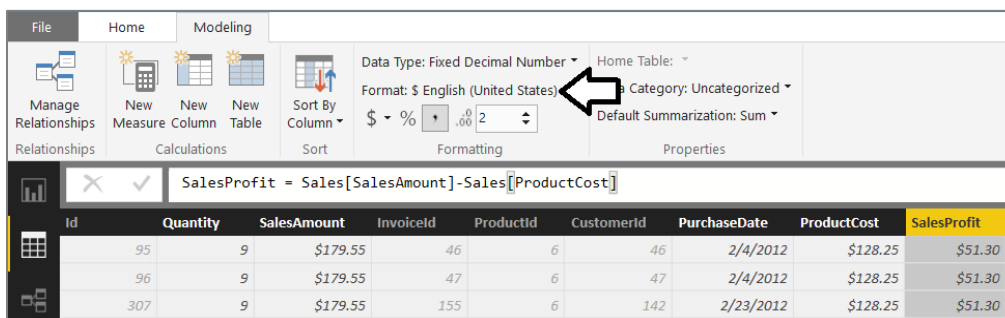 File Home Modeling
Data Type: Fixed Decimal Number Home Table:
Format: $ English (United States) a Category: Uncategorized
$ % , .0 .00 2 Default Summarization: Sum
Manage Relationships
New Measure
New Column
New Table
Sort By Column
Relationships Calculations Sort Formatting Properties
SalesProfit = Sales[SalesAmount]-Sales[ProductCost]
Id Quantity SalesAmount InvoiceId ProductId CustomerId PurchaseDate ProductCost SalesProfit
95 9 $179.55 46 6 46 2/4/2012 $128.25 $51.30
96 9 $179.55 47 6 47 2/4/2012 $128.25 $51.30
307 9 $179.55 155 6 142 2/23/2012 $128.25 $51.30